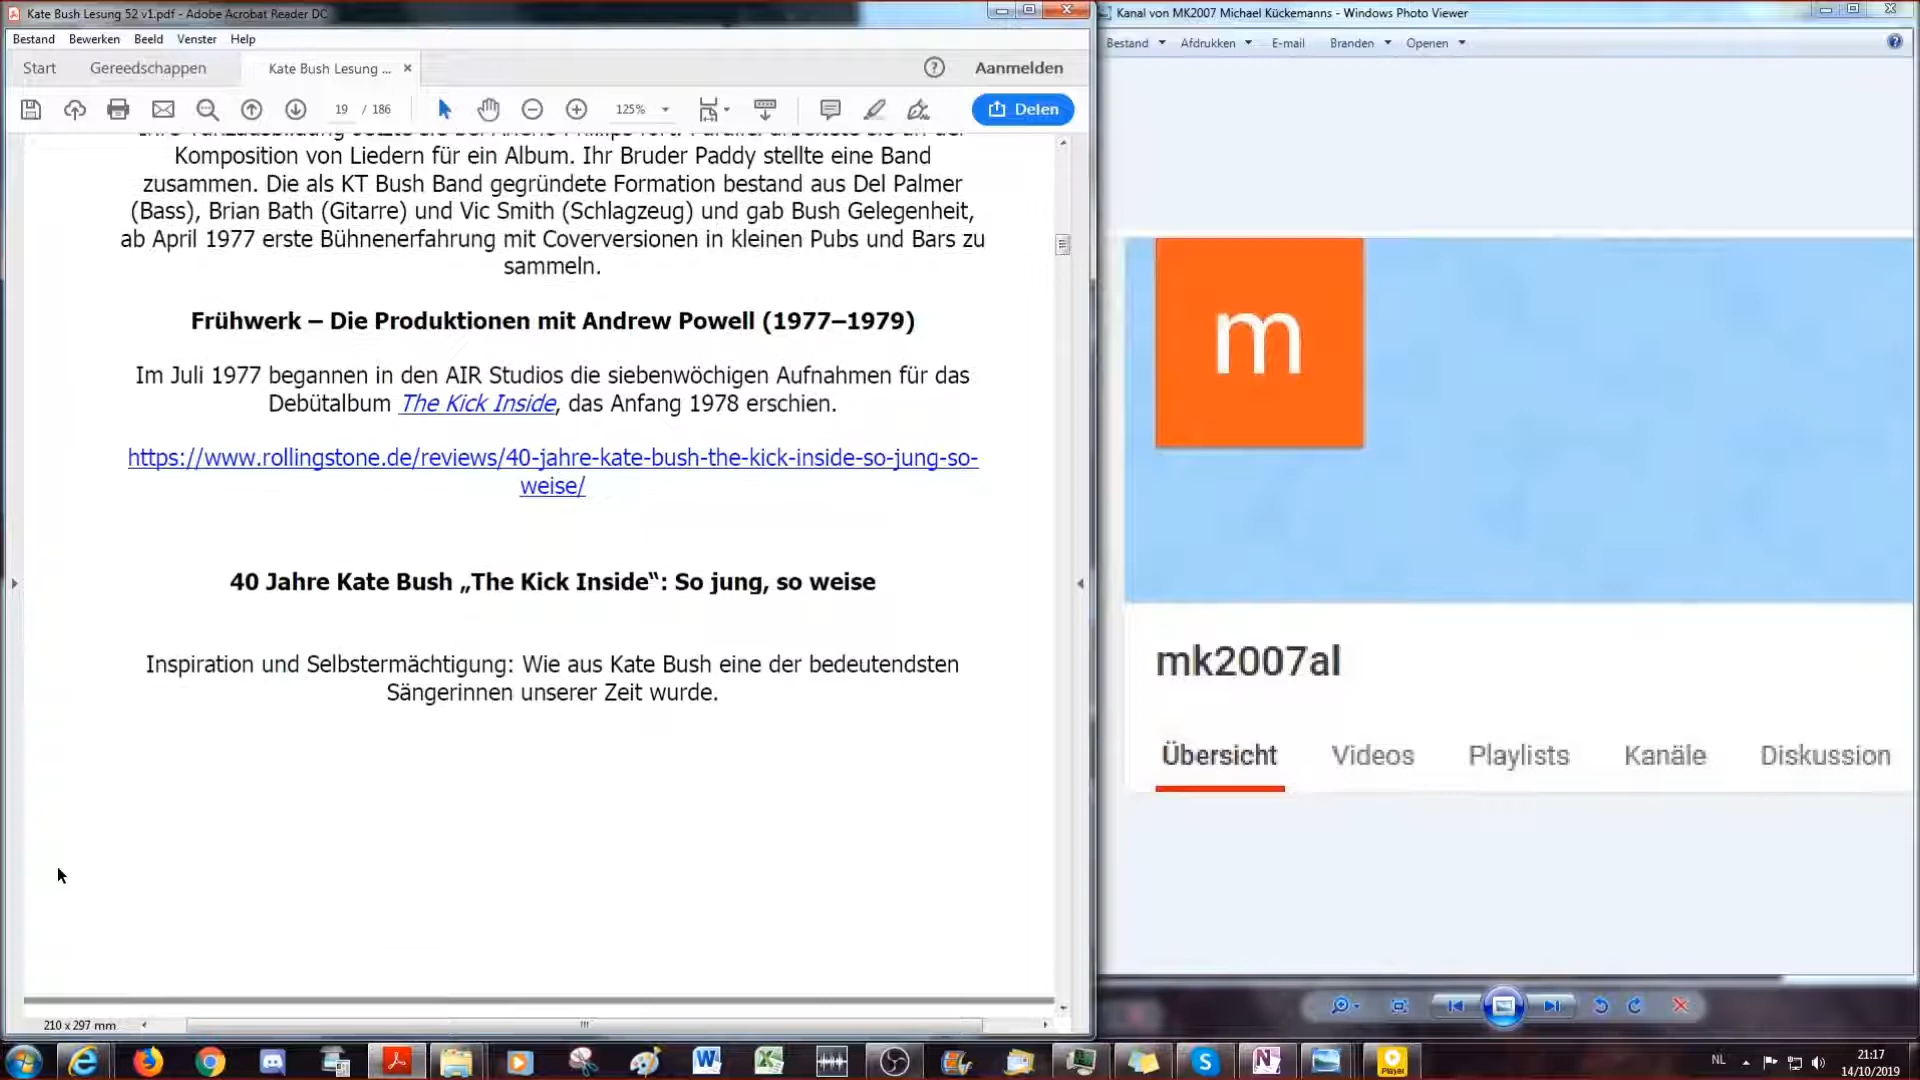 Kate Bush Lesung 52 v1.pdf - Adobe Acrobat Reader DC
Bestand Bewerken Beeld Venster Help
Start Gereedschappen Kate Bush Lesung ... Aanmelden
19 / 186 125% Delen
Komposition von Liedern für ein Album. Ihr Bruder Paddy stellte eine Band
zusammen. Die als KT Bush Band gegründete Formation bestand aus Del Palmer
(Bass), Brian Bath (Gitarre) und Vic Smith (Schlagzeug) und gab Bush Gelegenheit,
ab April 1977 erste Bühnenerfahrung mit Coverversionen in kleinen Pubs und Bars zu
sammeln.
Frühwerk – Die Produktionen mit Andrew Powell (1977–1979)
Im Juli 1977 begannen in den AIR Studios die siebenwöchigen Aufnahmen für das
Debütalbum The Kick Inside, das Anfang 1978 erschien.
https://www.rollingstone.de/reviews/40-jahre-kate-bush-the-kick-inside-so-jung-so-
weise/
40 Jahre Kate Bush „The Kick Inside“: So jung, so weise
Inspiration und Selbstermächtigung: Wie aus Kate Bush eine der bedeutendsten
Sängerinnen unserer Zeit wurde.
210 x 297 mm
Kanal von MK2007 Michael Kückemanns - Windows Photo Viewer
Bestand Afdrukken E-mail Branden Openen
m
mk2007al
Übersicht Videos Playlists Kanäle Diskussion
Player
NL
21:17
14/10/2019